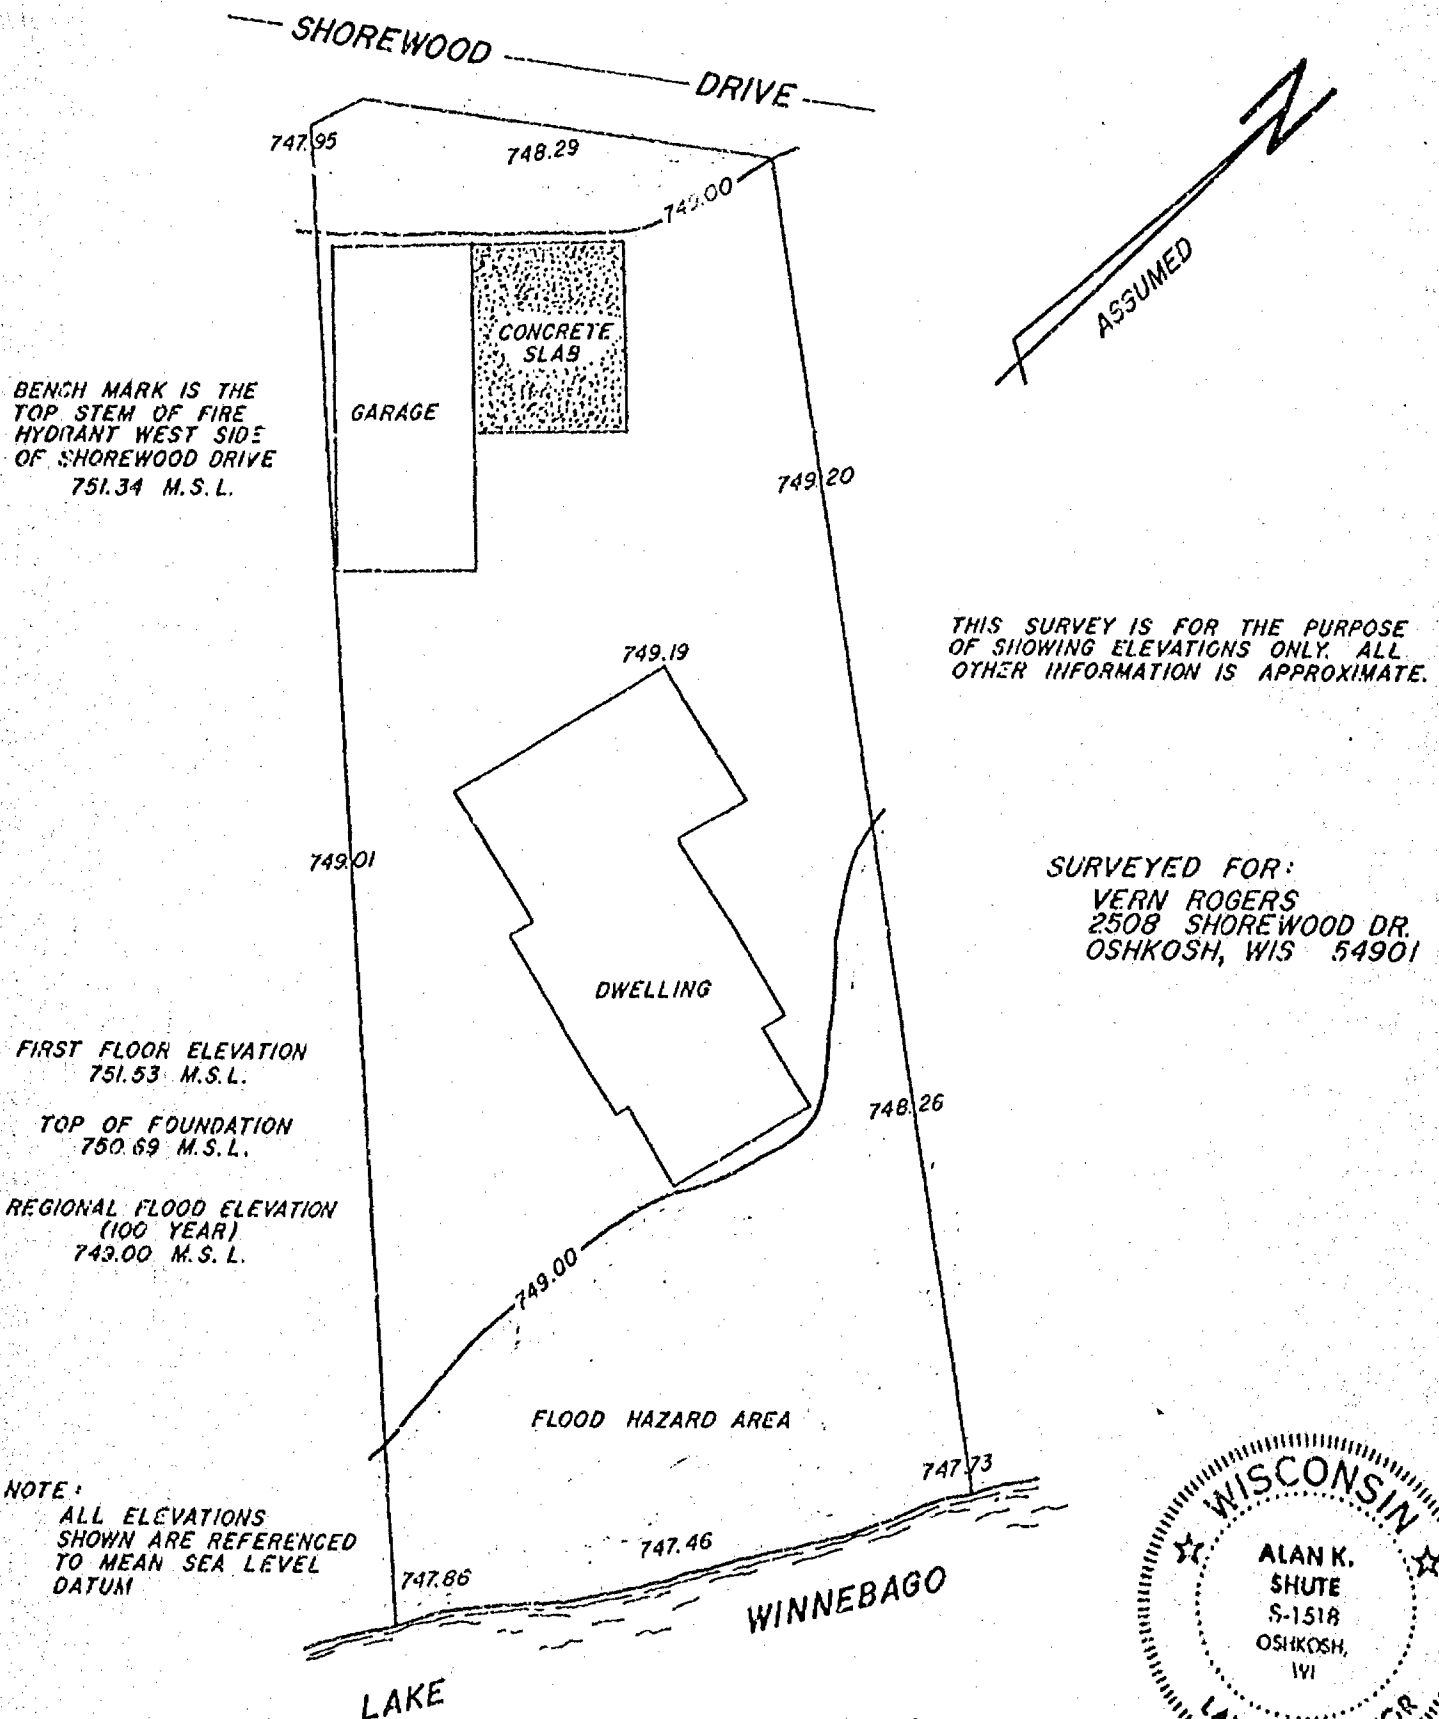 SHOREWOOD DRIVE
747.95
748.29
749.00
ASSUMED
N
CONCRETE
SLAB
GARAGE
BENCH MARK IS THE
TOP STEM OF FIRE
HYDRANT WEST SIDE
OF SHOREWOOD DRIVE
751.34 M.S.L.
749.20
THIS SURVEY IS FOR THE PURPOSE
OF SHOWING ELEVATIONS ONLY. ALL
OTHER INFORMATION IS APPROXIMATE.
749.19
749.01
SURVEYED FOR:
VERN ROGERS
2508 SHOREWOOD DR.
OSHKOSH, WIS 54901
DWELLING
FIRST FLOOR ELEVATION
751.53 M.S.L.
TOP OF FOUNDATION
750.69 M.S.L.
748.26
REGIONAL FLOOD ELEVATION
(100 YEAR)
749.00 M.S.L.
749.00
FLOOD HAZARD AREA
747.73
NOTE:
ALL ELEVATIONS
SHOWN ARE REFERENCED
TO MEAN SEA LEVEL
DATUM
747.46
747.86
LAKE WINNEBAGO
WISCONSIN
ALAN K.
SHUTE
S-1518
OSHKOSH,
WI